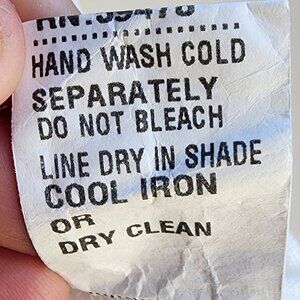 HAND WASH COLD
SEPARATELY
DO NOT BLEACH
LINE DRY IN SHADE
COOL IRON
OR
DRY CLEAN